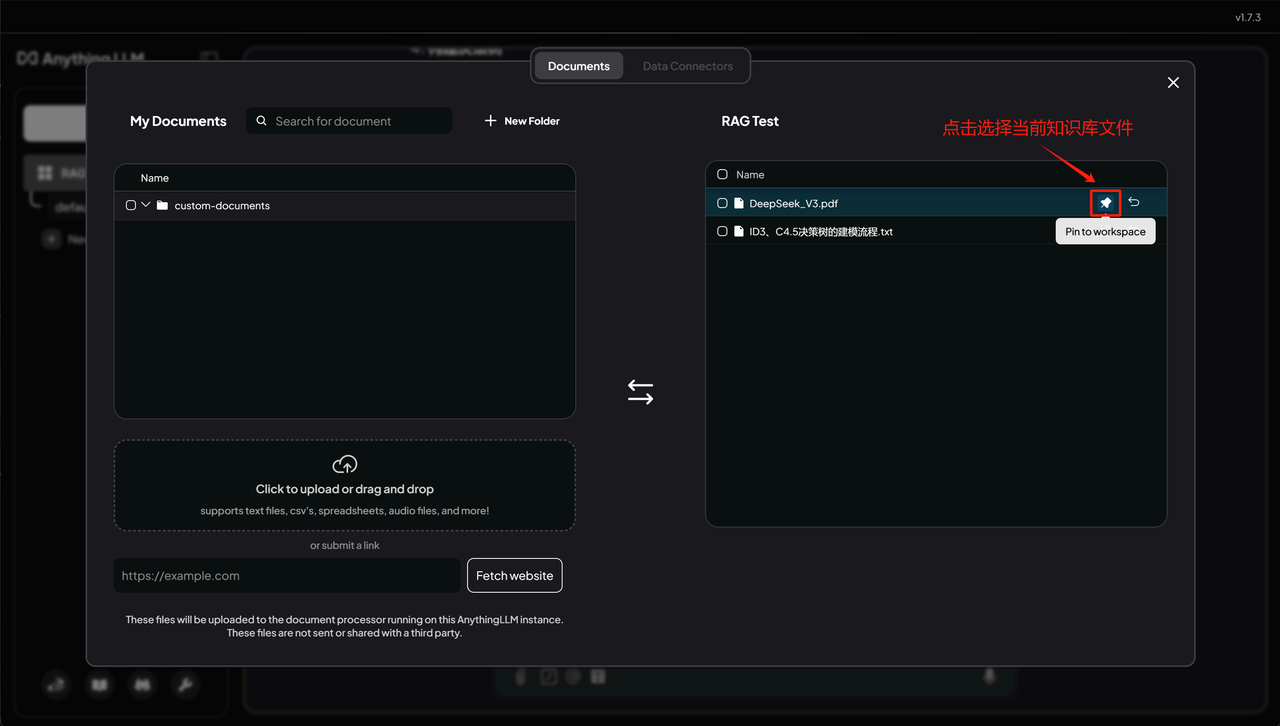 v1.7.3
AnythingLLM
Documents
Data Connectors
My Documents
Search for document
New Folder
RAG Test
点击选择当前知识库文件
Name
custom-documents
Name
DeepSeek_V3.pdf
ID3、C4.5决策树的建模流程.txt
Pin to workspace
Click to upload or drag and drop
supports text files, csv's, spreadsheets, audio files, and more!
or submit a link
https://example.com
Fetch website
These files will be uploaded to the document processor running on this AnythingLLM instance.
These files are not sent or shared with a third party.
RAG
defau
Ne